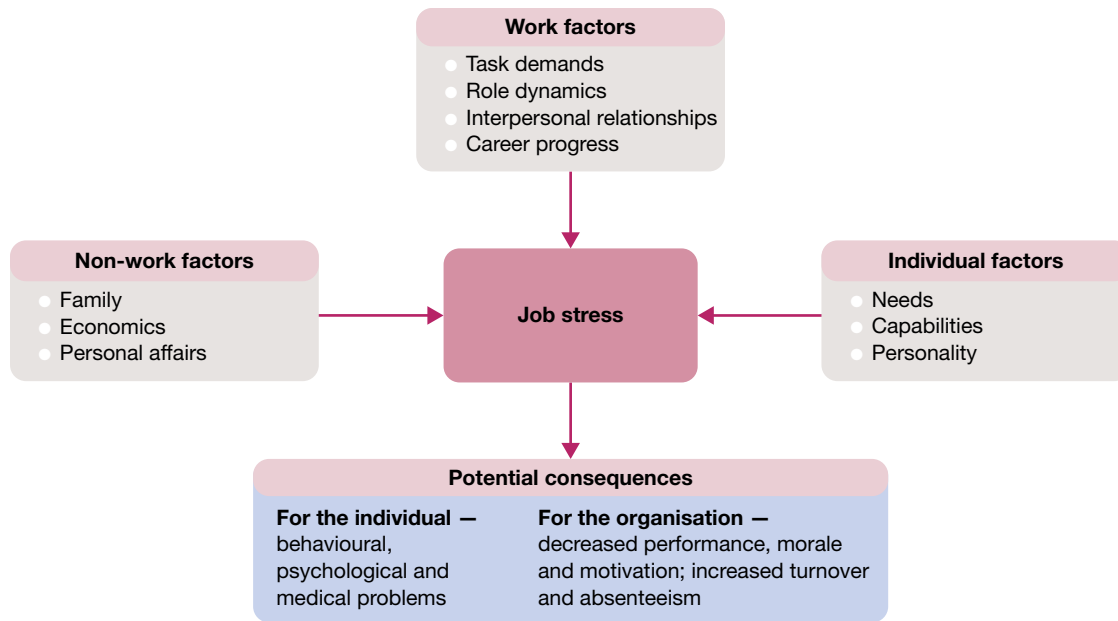 Work factors
Task demands
Role dynamics
Interpersonal relationships
Career progress
Non-work factors
Family
Economics
Personal affairs
Job stress
Individual factors
Needs
Capabilities
Personality
Potential consequences
For the individual —
behavioural,
psychological and
medical problems
For the organisation —
decreased performance, morale
and motivation; increased turnover
and absenteeism